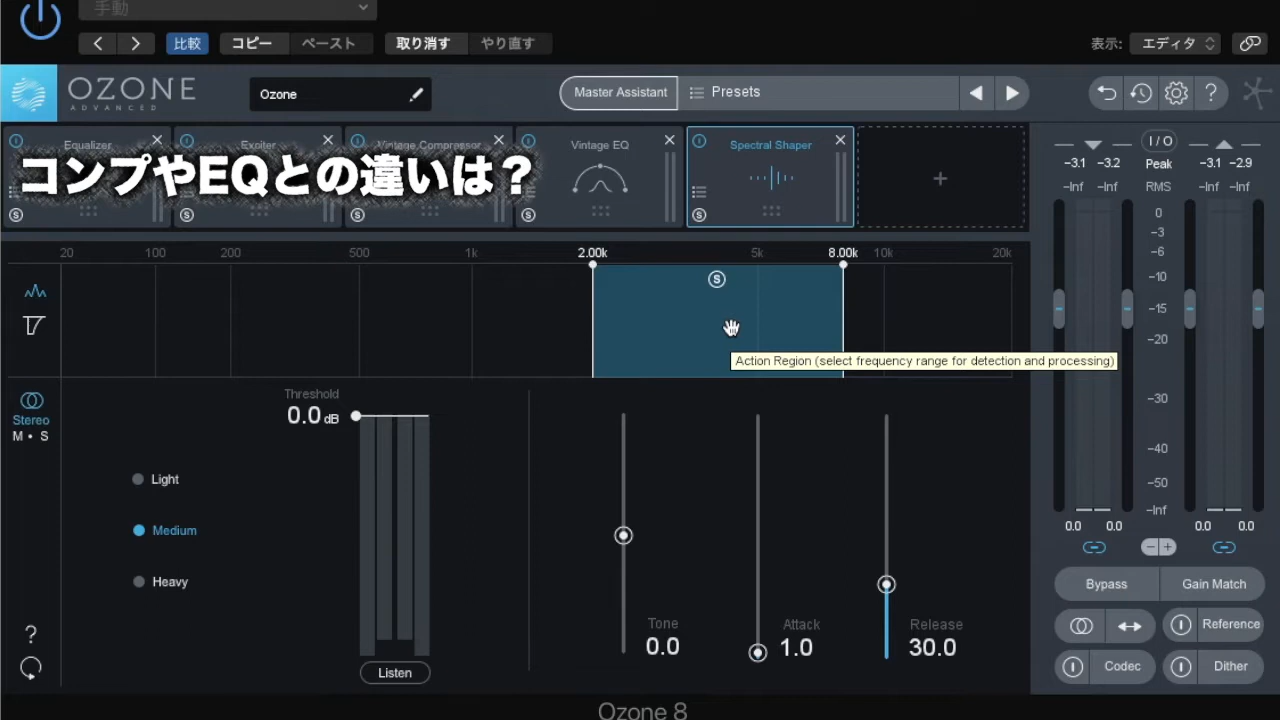 手動
比較 コピー ペースト 取り消す やり直す 表示: エディタ
OZONE
ADVANCED
Ozone
Master Assistant Presets
?
Equalizer Exciter Vintage Compressor Vintage EQ Spectral Shaper
コンプやEQとの違いは？
S S S S S
+
I / O
-3.1 -3.2 Peak -3.1 -2.9
-Inf -Inf RMS -Inf -Inf
20 100 200 500 1k 2.00k 5k 8.00k 10k 20k
S
Action Region (select frequency range for detection and processing)
0
-3
-6
-10
-15
-20
-30
-40
-50
-Inf
0.0 0.0 0.0 0.0
Stereo
M • S
Threshold
0.0 dB
Light
Medium
Heavy
Listen
Tone
0.0
Attack
1.0
Release
30.0
?
Bypass Gain Match
Reference
Codec Dither
Ozone 8